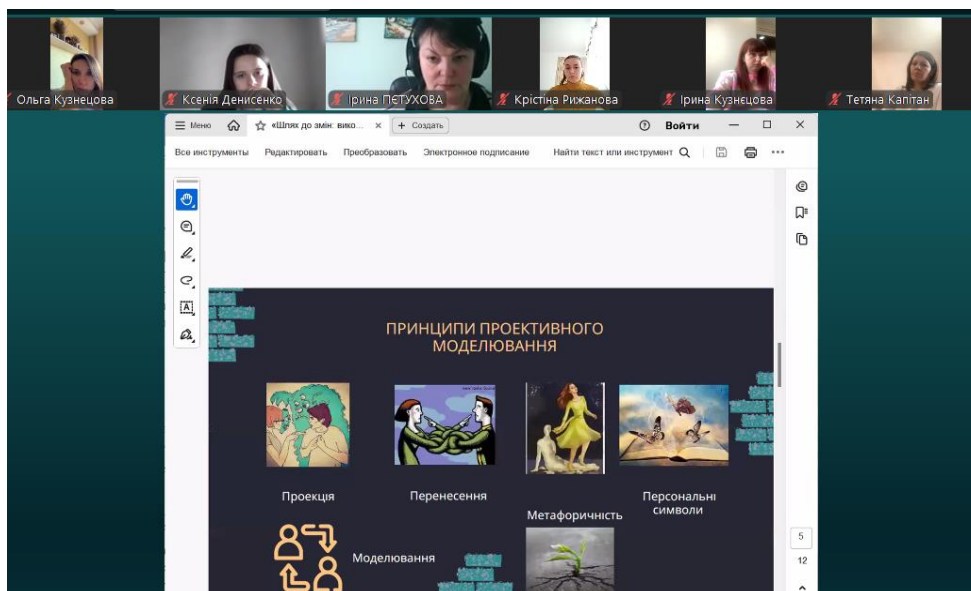 Ольга Кузнецова
Ксенія Денисенко
Ірина ПЄТУХОВА
Крістіна Рижанова
Ірина Кузнєцова
Тетяна Капітан
Меню
«Шлях до змін: вико...
+ Создать
Войти
Все инструменты
Редактировать
Преобразовать
Электронное подписание
Найти текст или инструмент
ПРИНЦИПИ ПРОЕКТИВНОГО
МОДЕЛЮВАННЯ
Проекція
Перенесення
Метафоричність
Персональні
символи
Моделювання
5
12